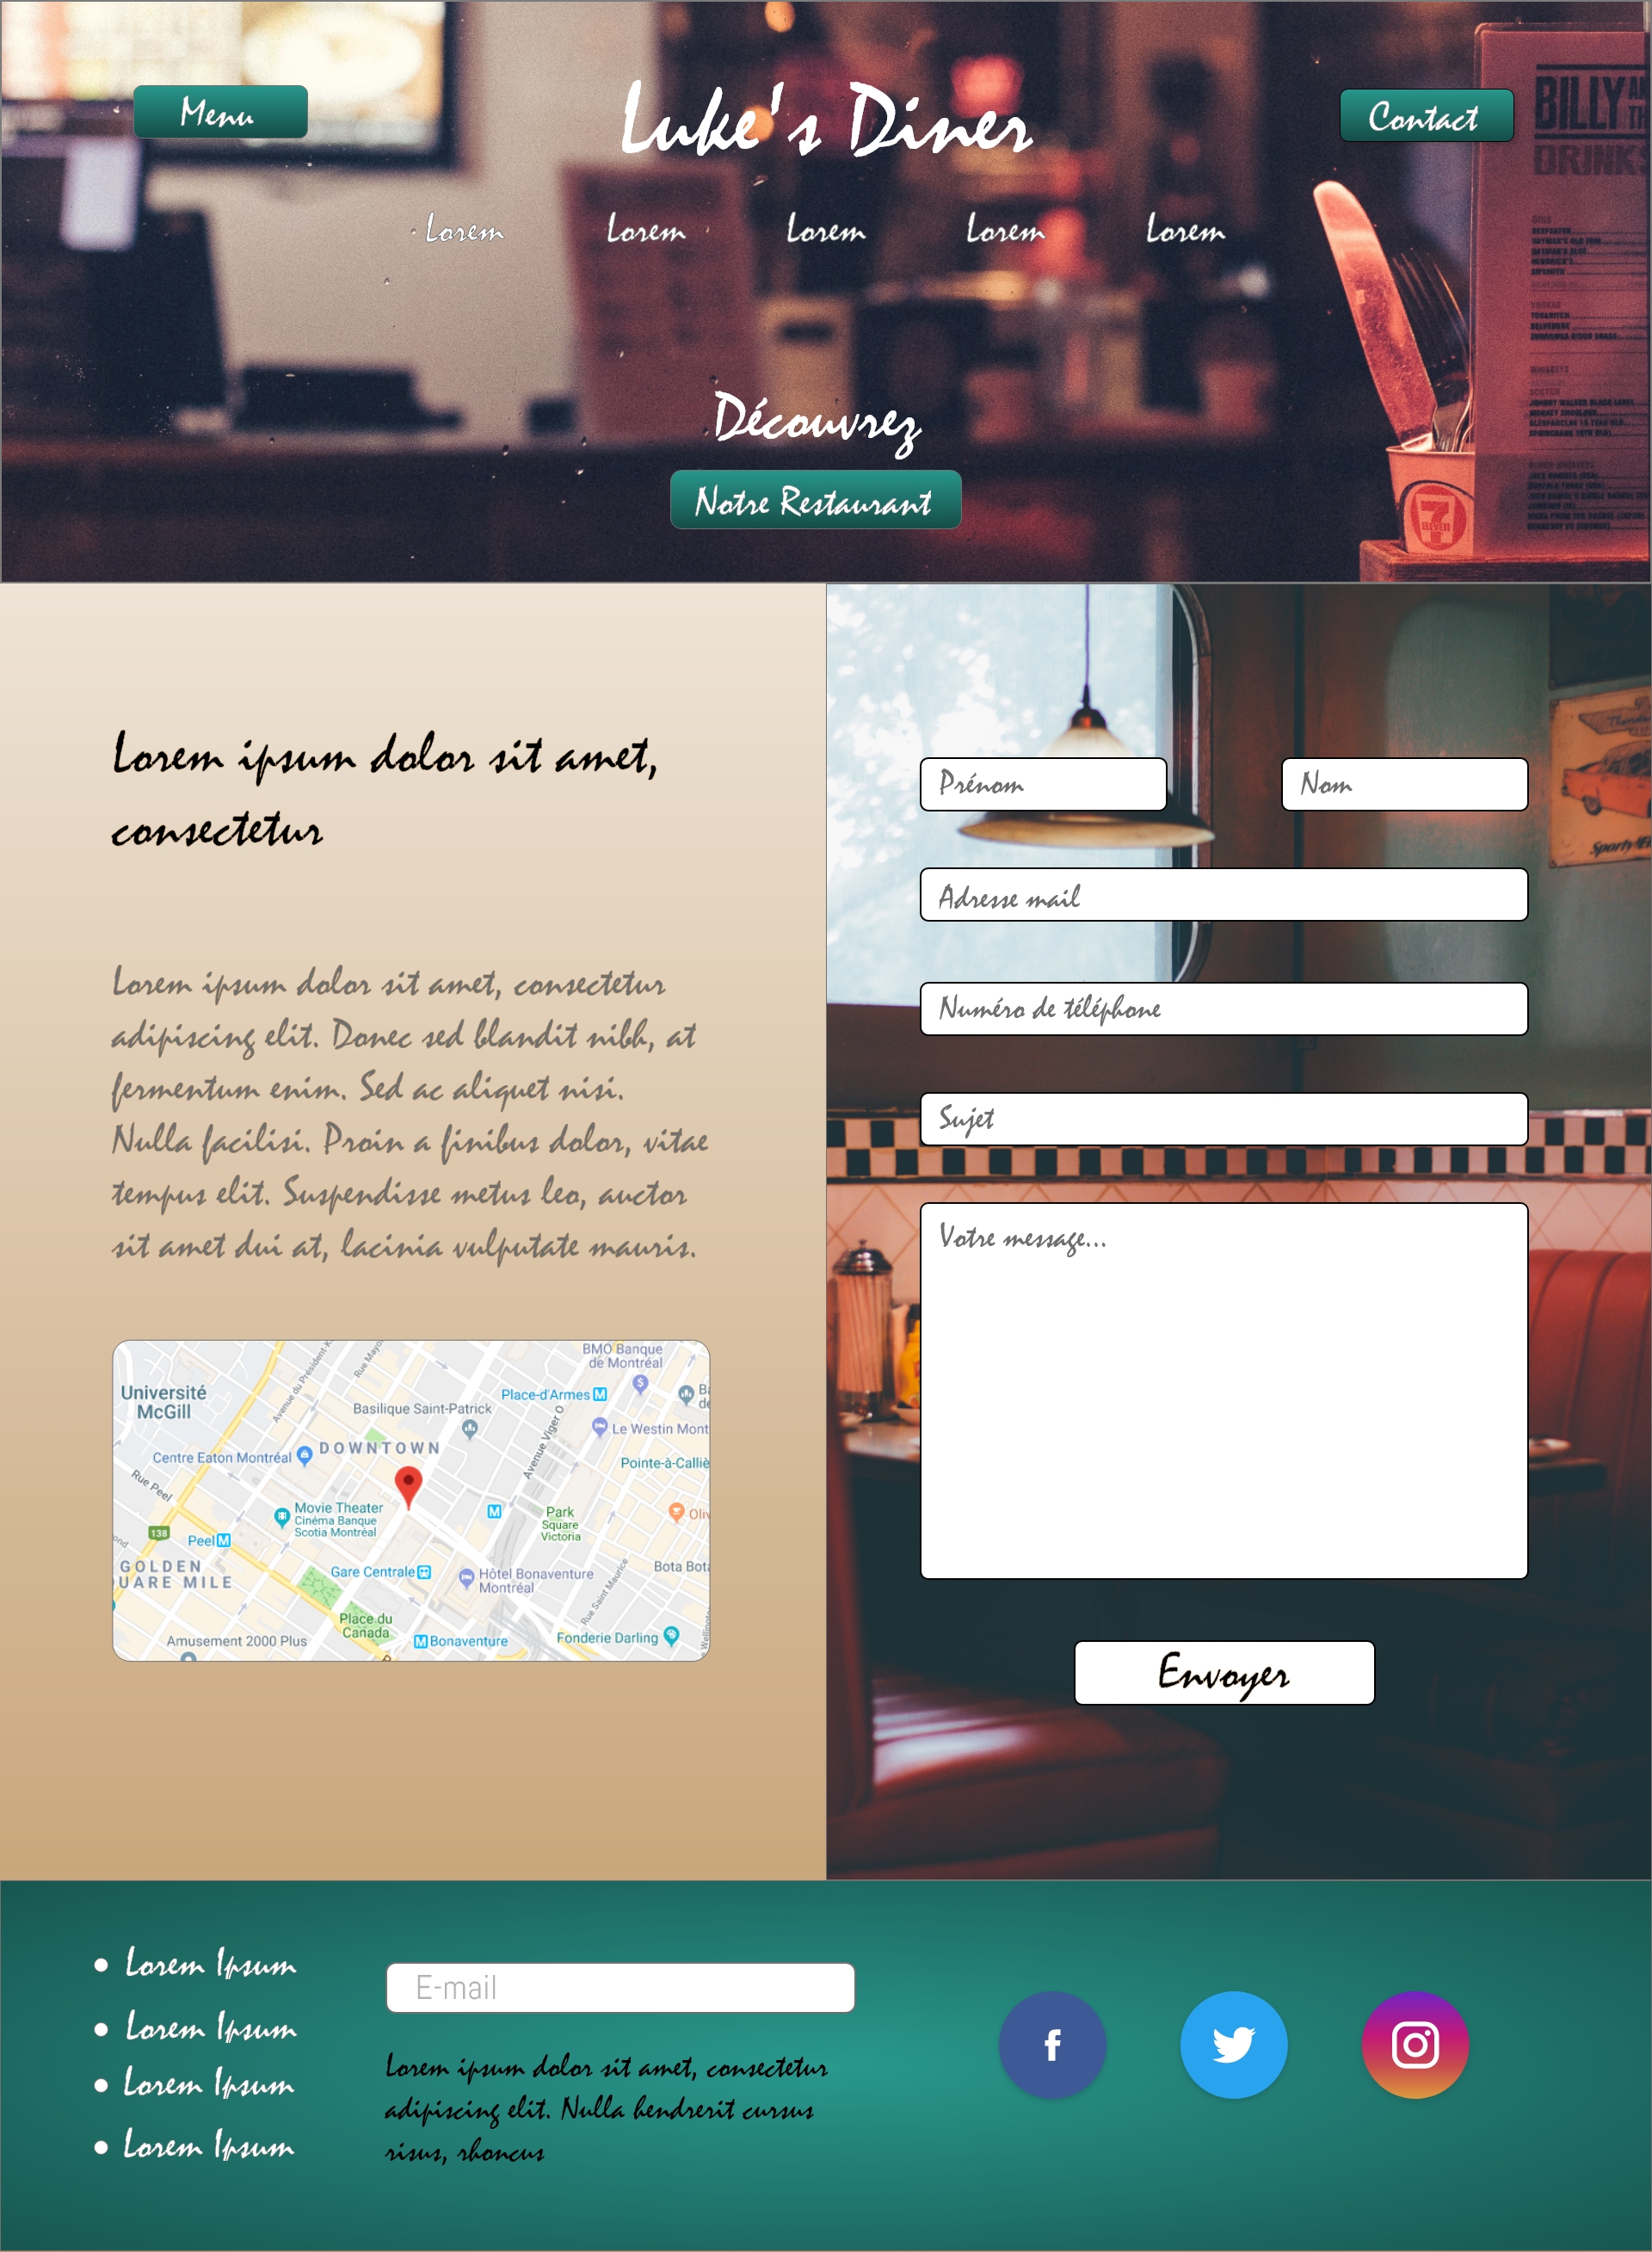 Menu
Luke's Diner
Contact
Lorem Lorem Lorem Lorem Lorem
Découvrez
Notre Restaurant
BILLY
DRINK
7
ELEVEN
Lorem ipsum dolor sit amet,
consectetur
Lorem ipsum dolor sit amet, consectetur
adipiscing elit. Donec sed blandit nibh, at
fermentum enim. Sed ac aliquet nisi.
Nulla facilisi. Proin a finibus dolor, vitae
tempus elit. Suspendisse metus leo, auctor
sit amet dui at, lacinia vulputate mauris.
BMO Banque
de Montréal
Université
McGill
Avenue du Président-K
Rue Mayo
Place-d'Armes M
Basilique Saint-Patrick
Avenue Viger O
Le Westin Mont
DOWNTOWN
Centre Eaton Montréal
Pointe-à-Calliè
Rue Peel
Movie Theater
Cinéma Banque
Scotia Montréal
M
Park
Square
Victoria
Oliv
138
Peel M
GOLDEN
UARE MILE
Gare Centrale
Hôtel Bonaventure
Montréal
Rue Saint Maurice
Bota Bota
Place du
Canada
Amusement 2000 Plus
M Bonaventure
Fonderie Darling
Wellington
Prénom
Nom
Adresse mail
Numéro de téléphone
Sujet
Votre message...
Envoyer
• Lorem Ipsum
• Lorem Ipsum
• Lorem Ipsum
• Lorem Ipsum
E-mail
Lorem ipsum dolor sit amet, consectetur
adipiscing elit. Nulla hendrerit cursus
risus, rhoncus